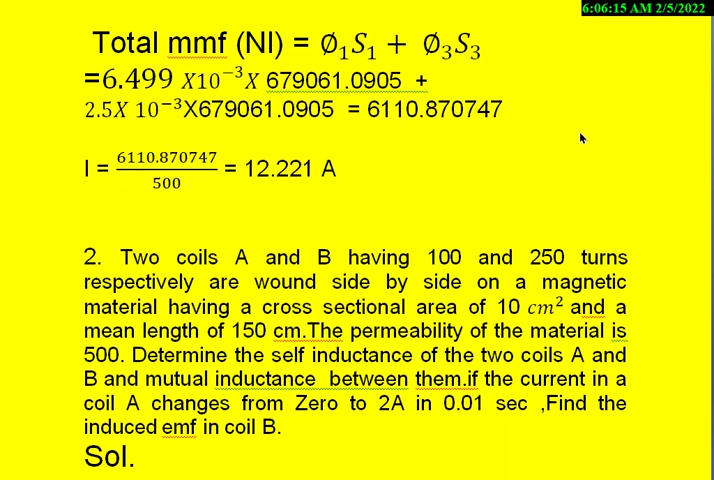 6:06:15 AM 2/5/2022
Total mmf (NI) = ∅₁S₁ + ∅₃S₃
=6.499 X10⁻³X 679061.0905 +
2.5X 10⁻³X679061.0905 = 6110.870747
I = 6110.870747/500 = 12.221 A
2. Two coils A and B having 100 and 250 turns
respectively are wound side by side on a magnetic
material having a cross sectional area of 10 cm² and a
mean length of 150 cm.The permeability of the material is
500. Determine the self inductance of the two coils A and
B and mutual inductance between them.if the current in a
coil A changes from Zero to 2A in 0.01 sec ,Find the
induced emf in coil B.
Sol.